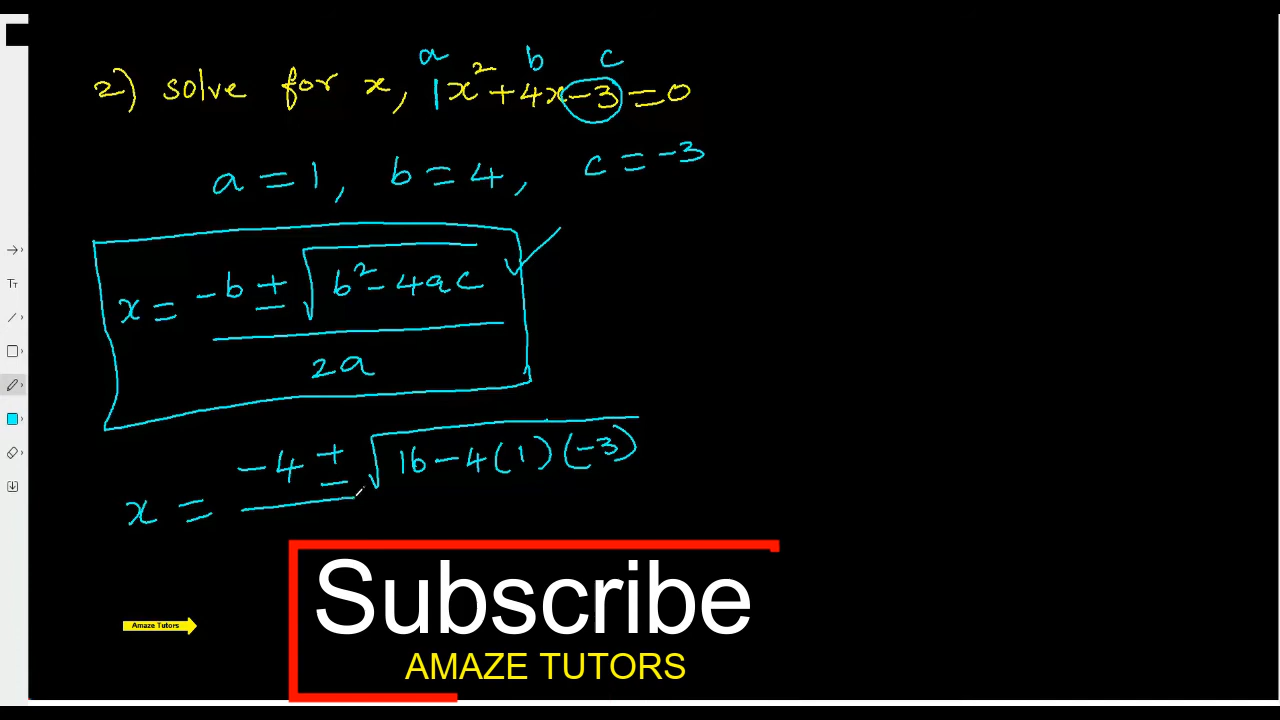 a b c
2) solve for x, 1x²+4x-3=0
a=1, b=4, c=-3
x= -b±√b²-4ac
2a
x = -4±√16-4(1)(-3)
Tт
Subscribe
Amaze Tutors
AMAZE TUTORS